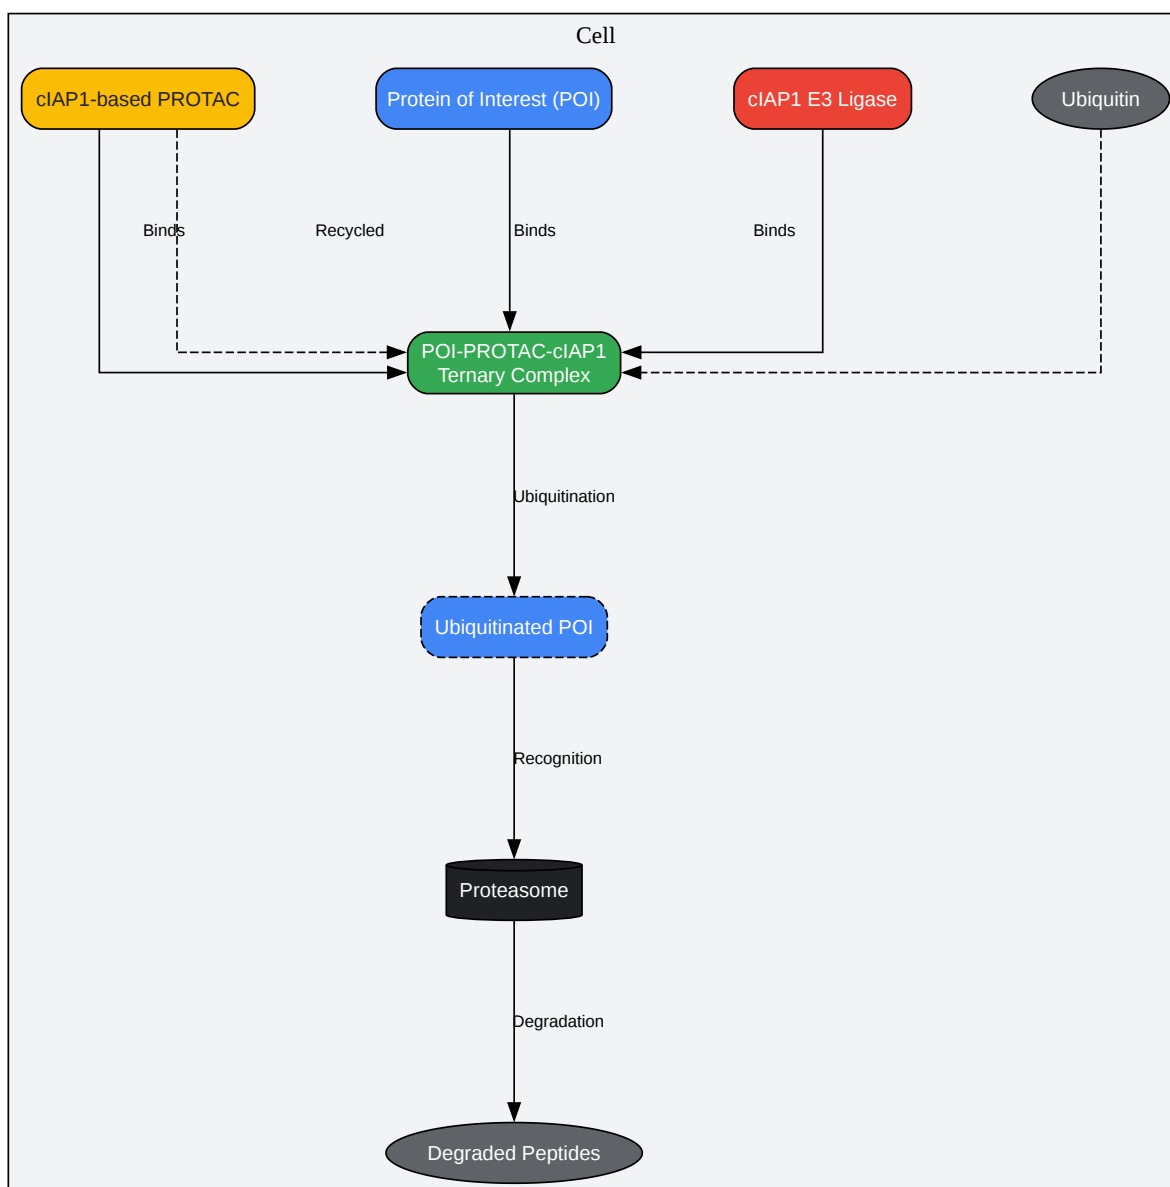 Cell
cIAP1-based PROTAC
Protein of Interest (POI)
cIAP1 E3 Ligase
Ubiquitin
Binds
Recycled
Binds
Binds
POI-PROTAC-cIAP1
Ternary Complex
Ubiquitination
Ubiquitinated POI
Recognition
Proteasome
Degradation
Degraded Peptides